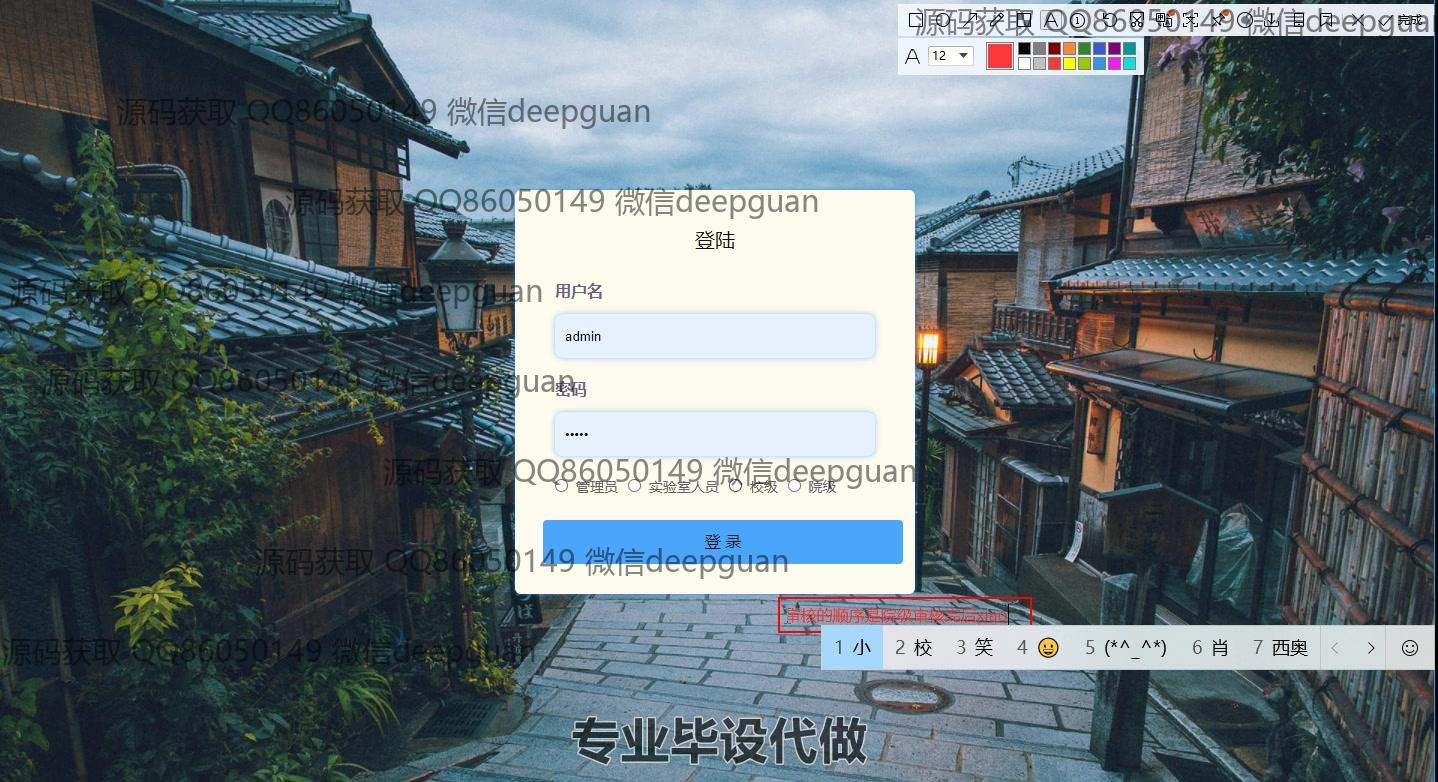 源码获取 QQ86050149 微信deepguan
完成
A 12
源码获取 QQ86050149 微信deepguan
源码获取 QQ86050149 微信deepguan
登陆
用户名
源码获取 QQ86050149 微信deepguan
admin
源码获取 QQ86050149 微信deepguan
密码
•••••
源码获取 QQ86050149 微信deepguan
管理员 实验室人员 校级 院级
登 录
源码获取 QQ86050149 微信deepguan
审核的顺序是院级审核完后xiao
1 小 2 校 3 笑 4 😀 5 (*^_^*) 6 肖 7 西奥
源码获取 QQ86050149 微信deepguan
专业毕设代做